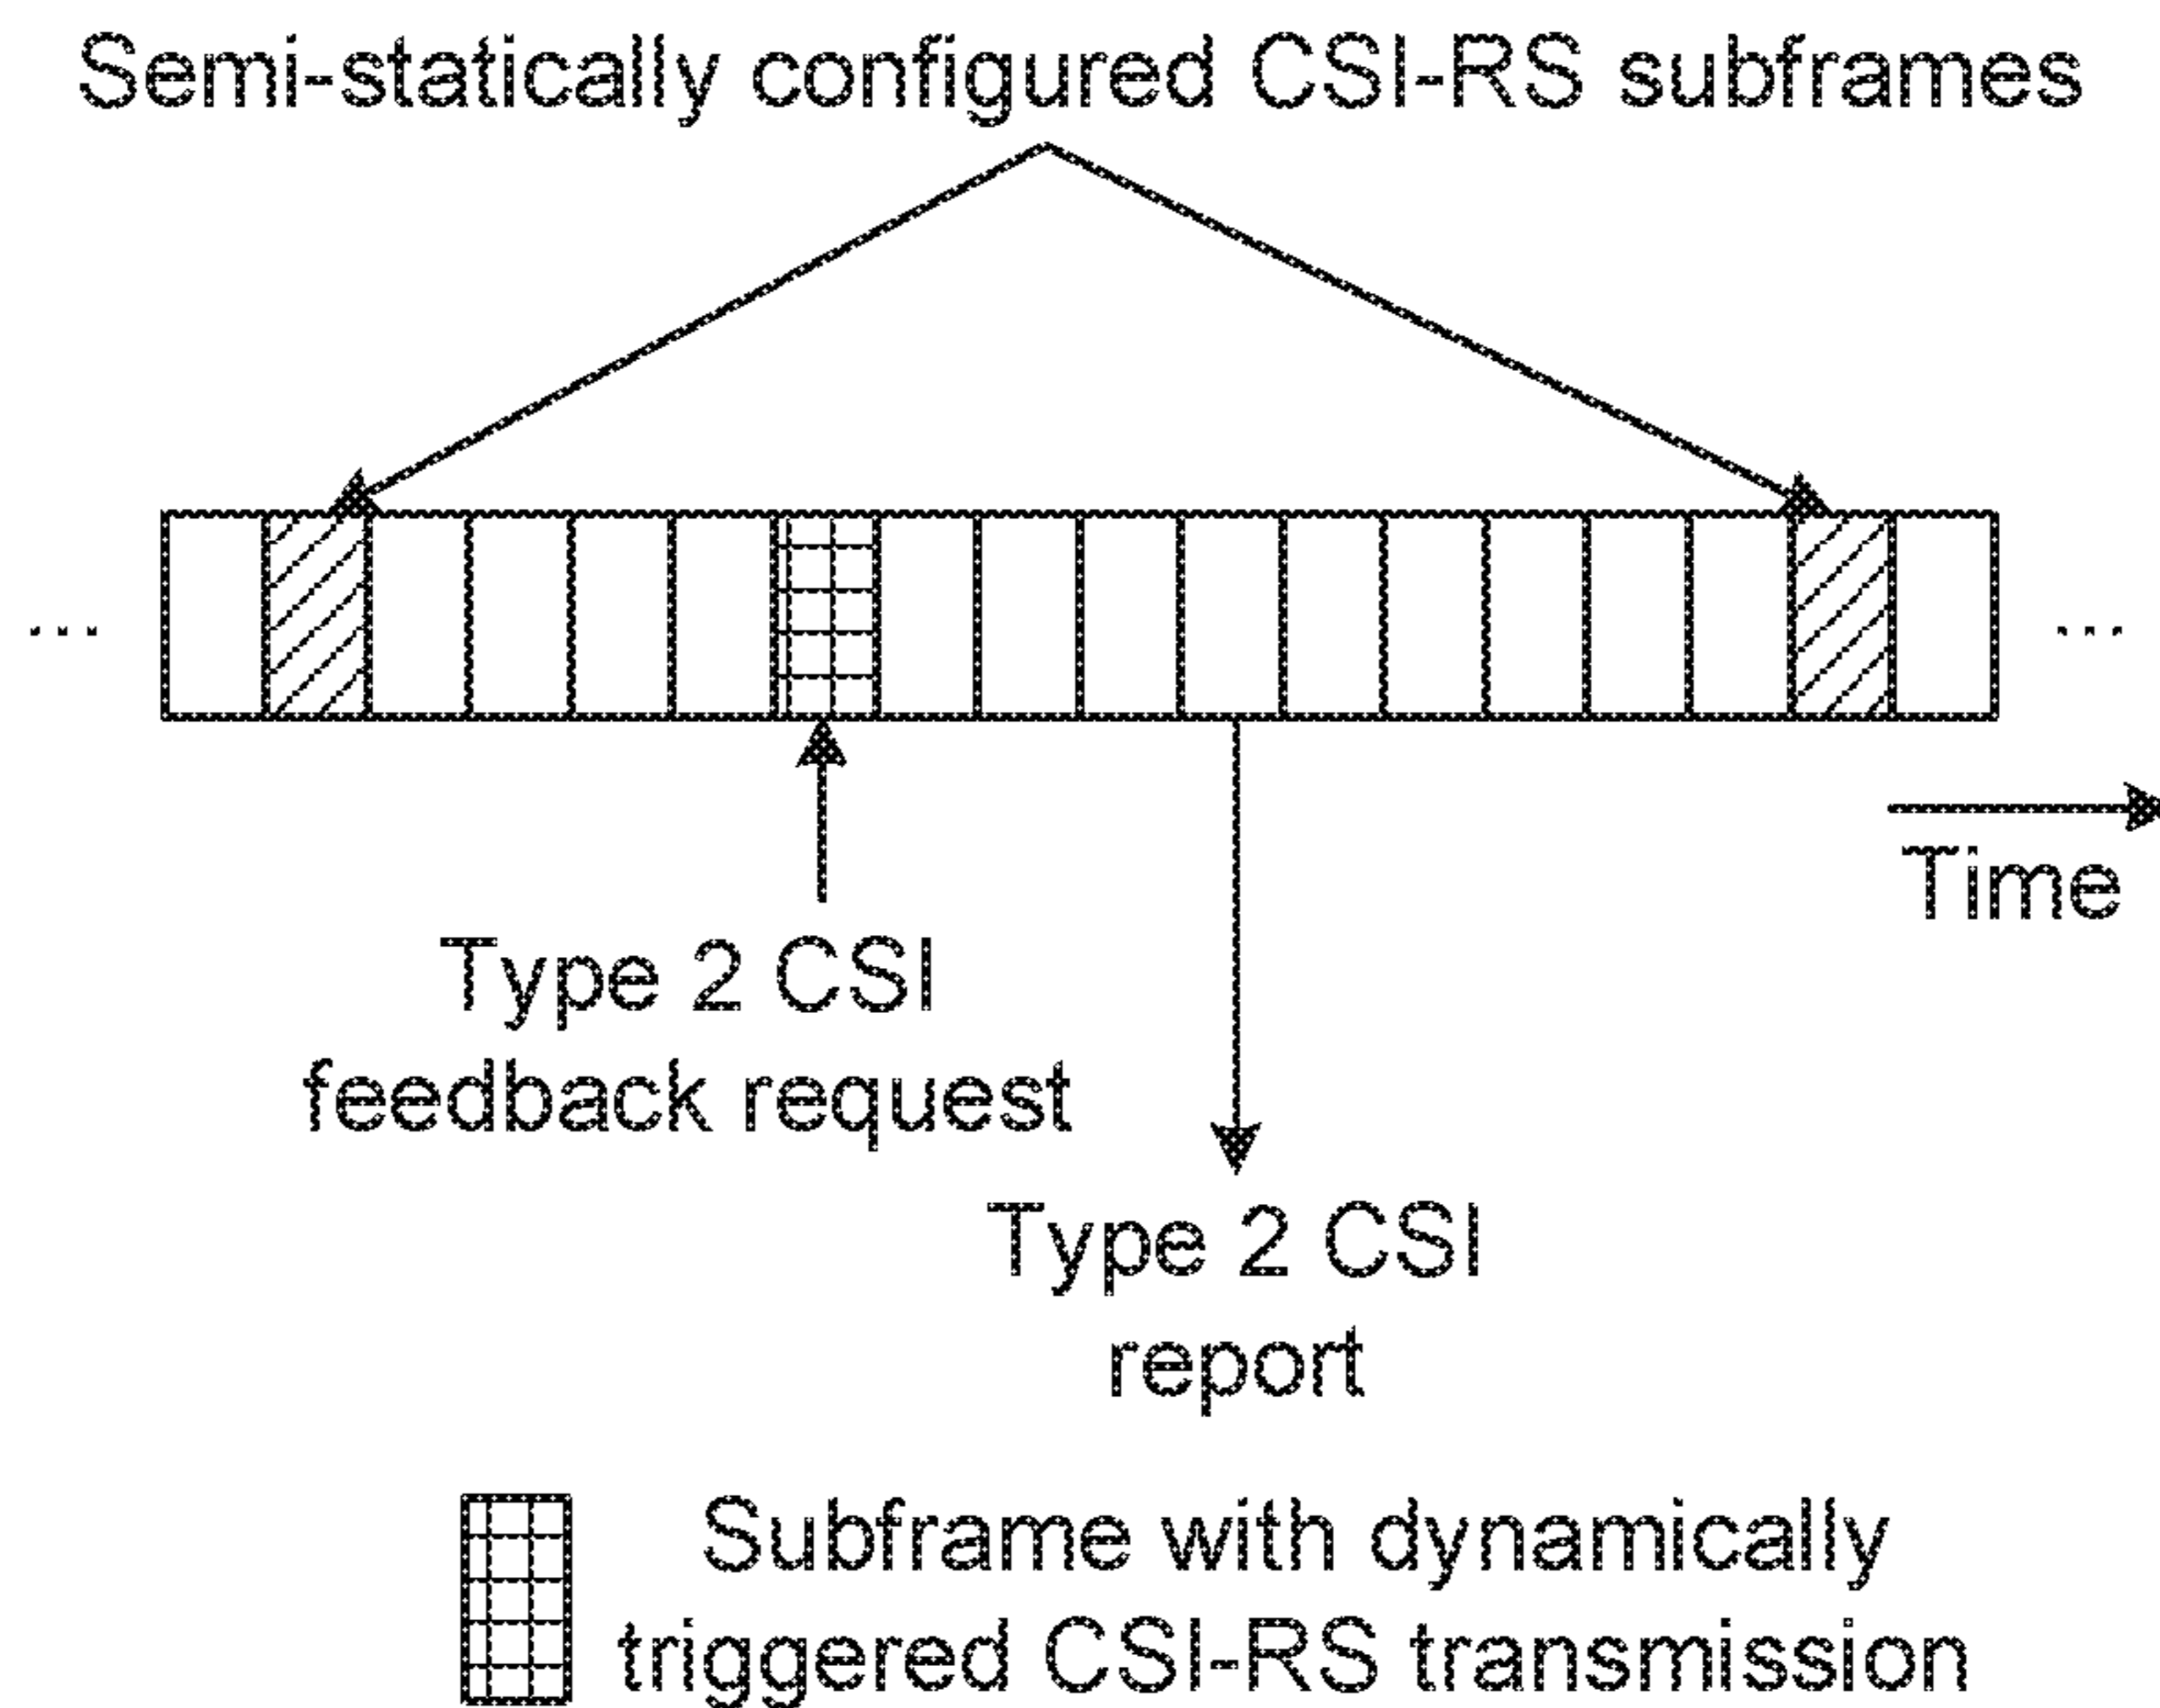 Semi-statically configured CSI-RS subframes
... ...
Time
Type 2 CSI
feedback request
Type 2 CSI
report
Subframe with dynamically
triggered CSI-RS transmission